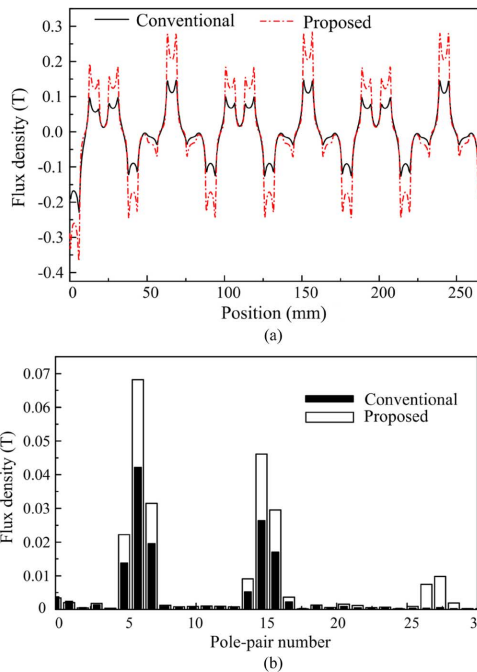 Conventional
Proposed
Flux density (T)
0.3
0.2
0.1
0.0
-0.1
-0.2
-0.3
-0.4
0
50
100
150
200
250
Position (mm)
(a)
Conventional
Proposed
Flux density (T)
0.07
0.06
0.05
0.04
0.03
0.02
0.01
0
0
5
10
15
20
25
3
Pole-pair number
(b)